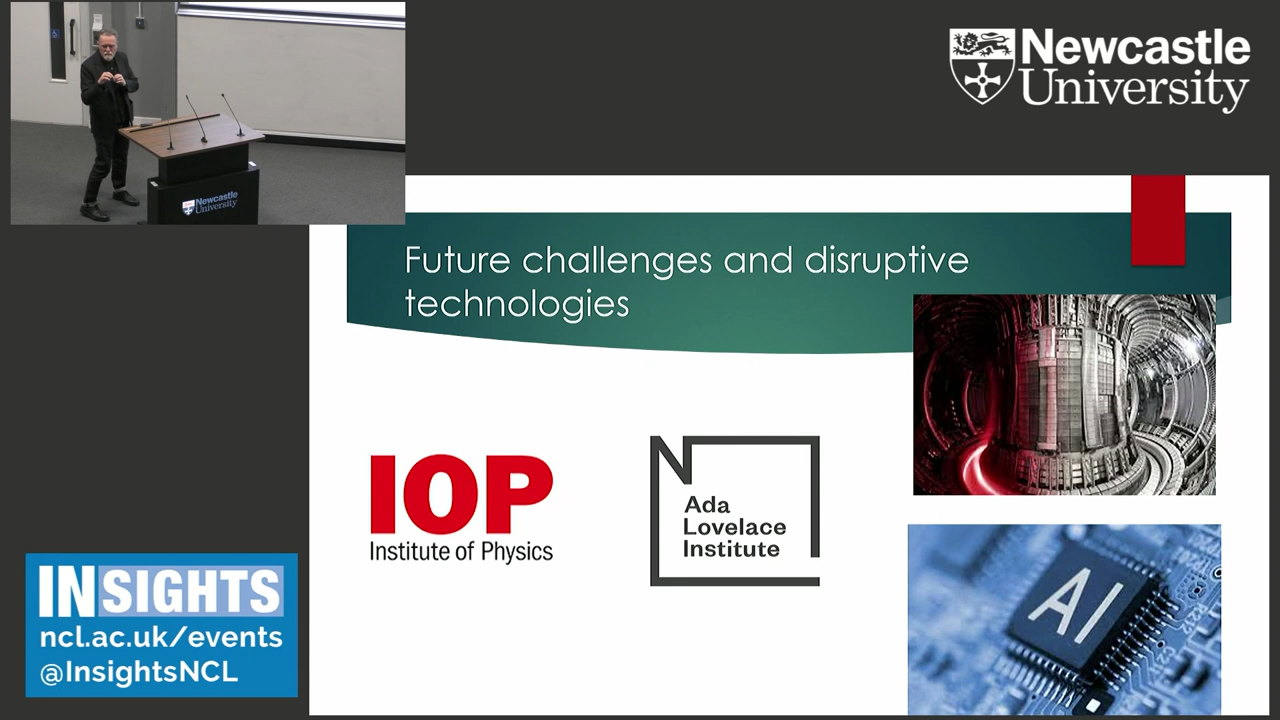 Newcastle
University
Newcastle
University
Future challenges and disruptive
technologies
IOP
Institute of Physics
Ada
Lovelace
Institute
AI
INSIGHTS
ncl.ac.uk/events
@InsightsNCL